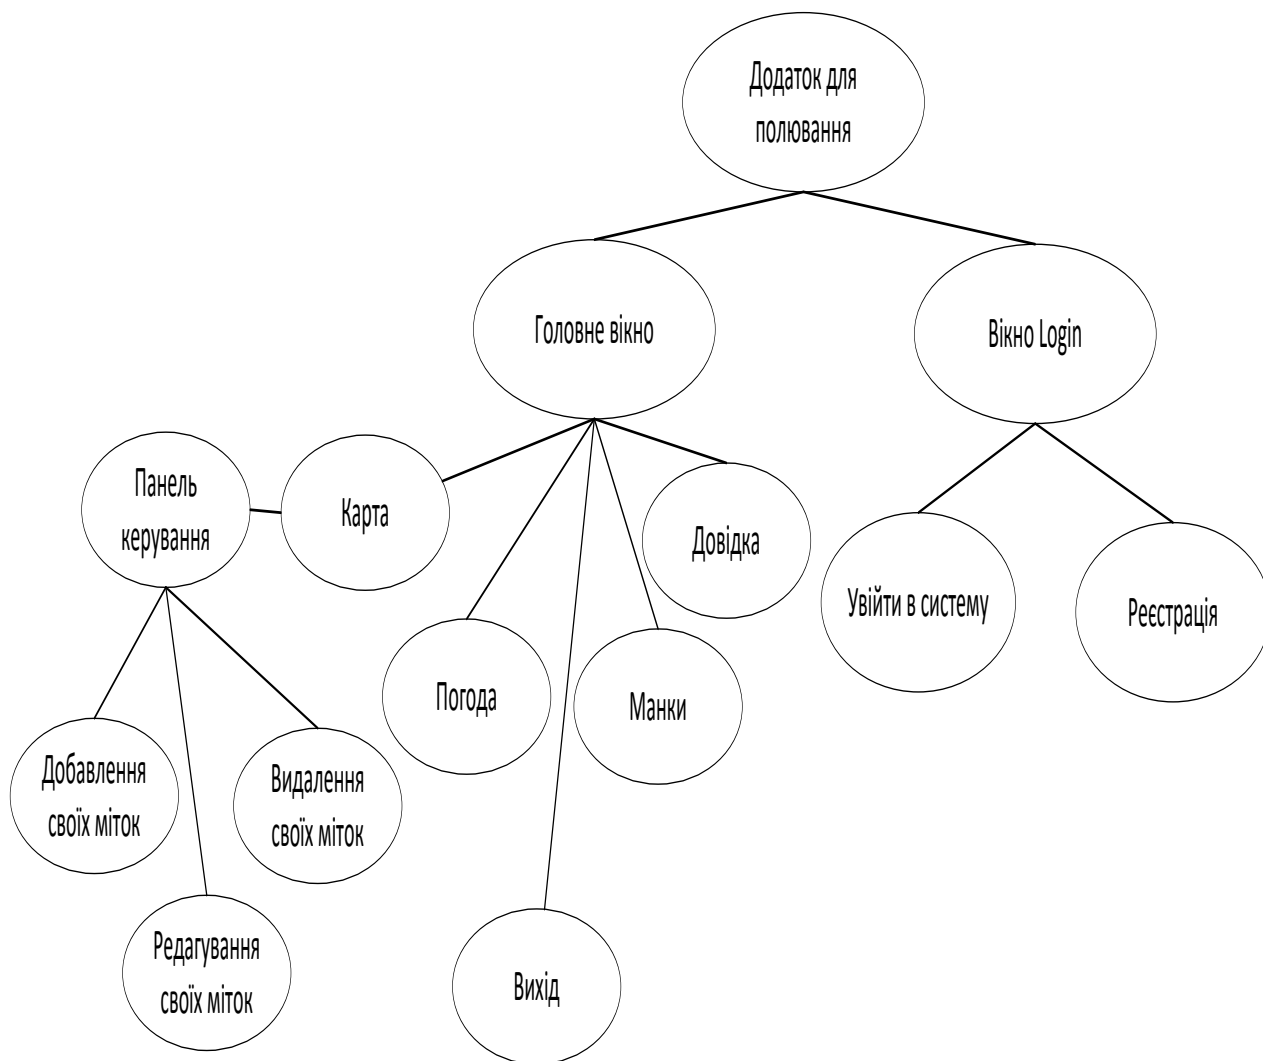 Додаток для
полювання
Головне вікно
Вікно Login
Панель
керування
Карта
Довідка
Увійти в систему
Реєстрація
Погода
Манки
Добавлення
своїх міток
Видалення
своїх міток
Редагування
своїх міток
Вихід